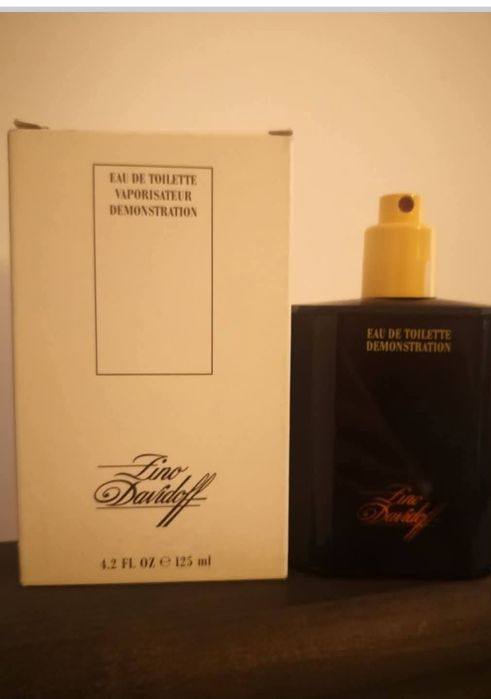 EAU DE TOILETTE
VAPORISATEUR
DEMONSTRATION
Zino
Davidoff
4.2 FL OZ ℮ 125 ml
EAU DE TOILETTE
DEMONSTRATION
Zino
Davidoff